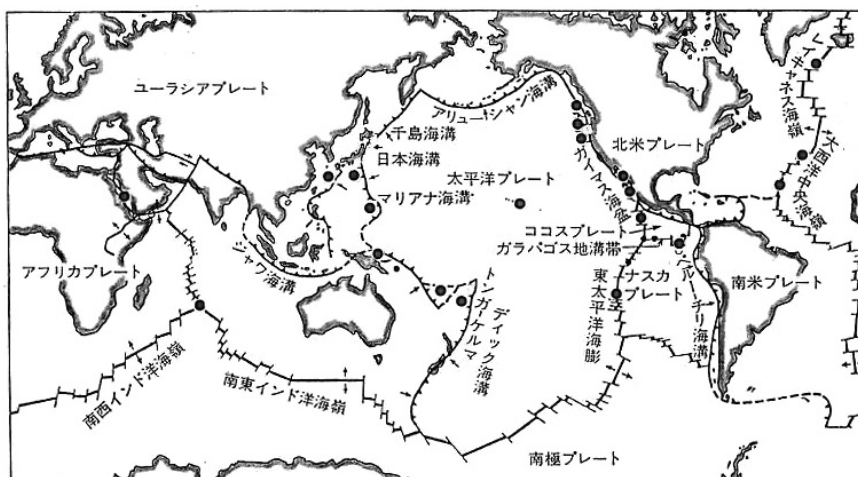 ユーラシアプレート
アリューシャン海溝
千島海溝
日本海溝
太平洋プレート
マリアナ海溝
ガイマス海盆
北米プレート
レイキャネス海嶺
大西洋中央海嶺
ココスプレート
ガラパゴス地溝帯
ジャワ海溝
アフリカプレート
トンガーケルマ
ディック海溝
東太平洋海膨
ナスカ
プレート
ペルーーチリ海溝
南米プレート
南西インド洋海嶺
南東インド洋海嶺
南極プレート